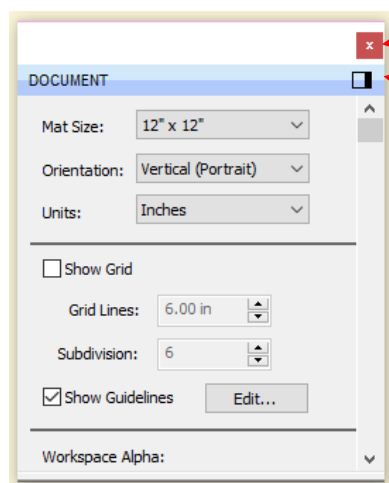 x
DOCUMENT
Mat Size: 12" x 12"
Orientation: Vertical (Portrait)
Units: Inches
Show Grid
Grid Lines: 6.00 in
Subdivision: 6
Show Guidelines Edit...
Workspace Alpha: